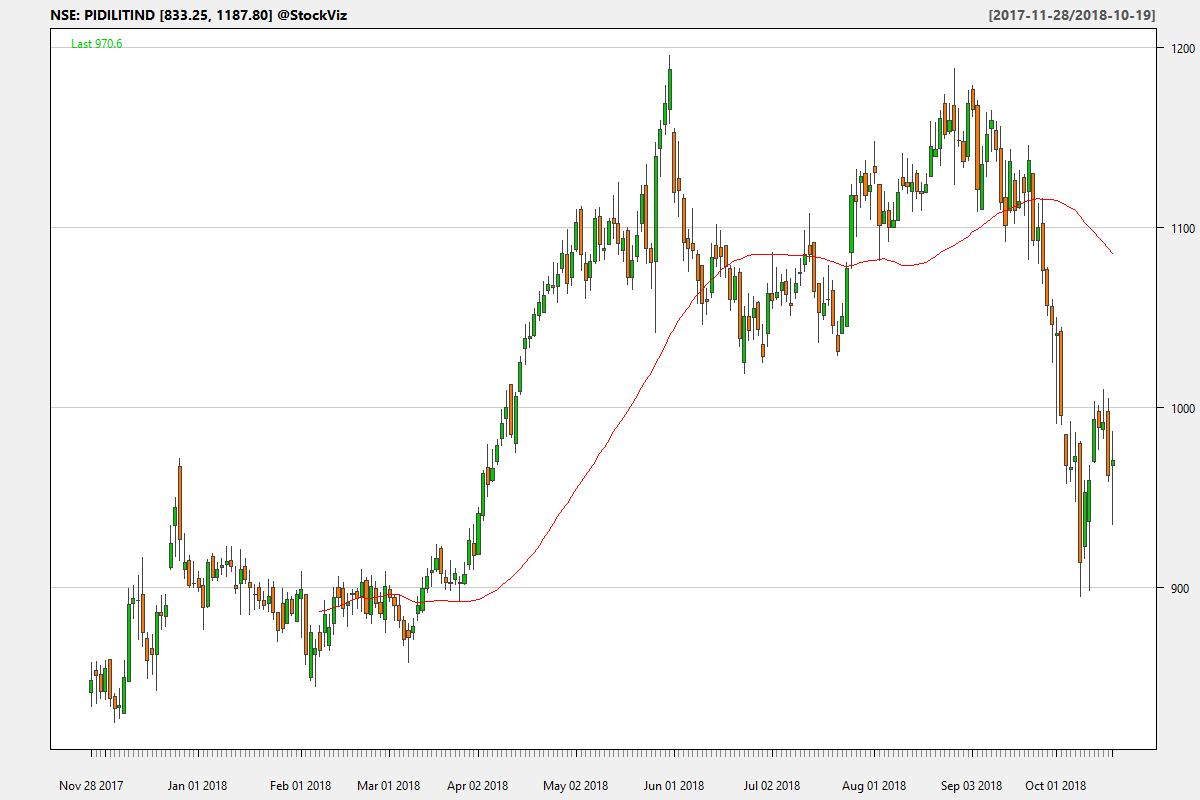 NSE: PIDILITIND [833.25, 1187.80] @StockViz [2017-11-28/2018-10-19]
Last 970.6
1200
1100
1000
900
Nov 28 2017 Jan 01 2018 Feb 01 2018 Mar 01 2018 Apr 02 2018 May 02 2018 Jun 01 2018 Jul 02 2018 Aug 01 2018 Sep 03 2018 Oct 01 2018